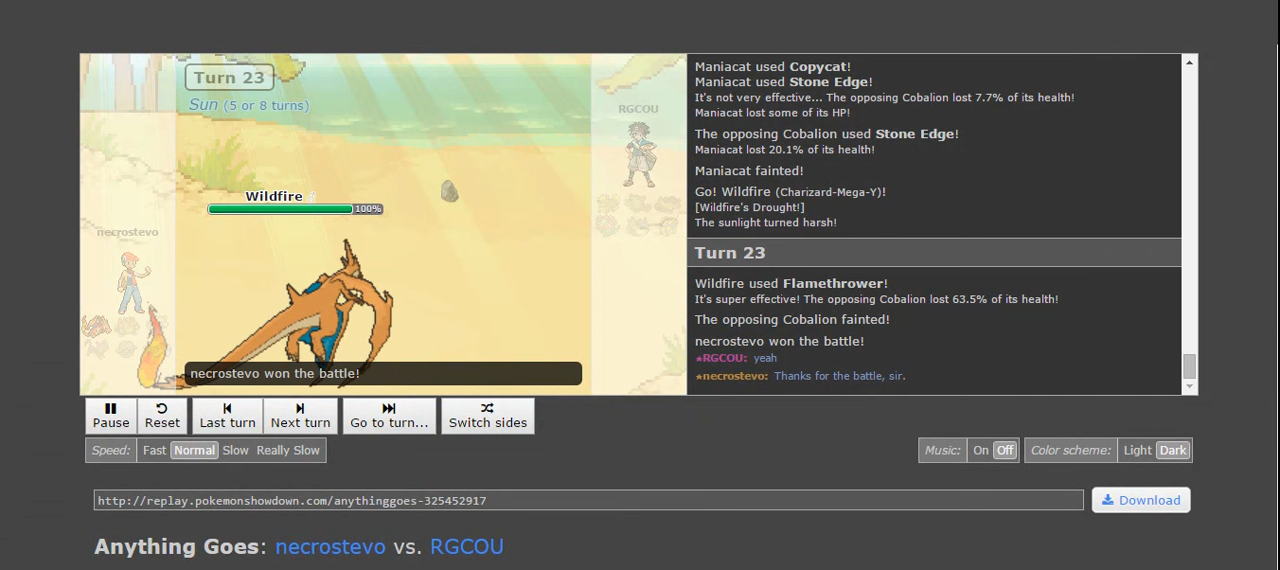 Turn 23
Sun (5 or 8 turns)
RGCOU
Wildfire
100%
necrostevo
necrostevo won the battle!
Maniacat used Copycat!
Maniacat used Stone Edge!
It's not very effective... The opposing Cobalion lost 7.7% of its health!
Maniacat lost some of its HP!
The opposing Cobalion used Stone Edge!
Maniacat lost 20.1% of its health!
Maniacat fainted!
Go! Wildfire (Charizard-Mega-Y)!
[Wildfire's Drought!]
The sunlight turned harsh!
Turn 23
Wildfire used Flamethrower!
It's super effective! The opposing Cobalion lost 63.5% of its health!
The opposing Cobalion fainted!
necrostevo won the battle!
★RGCOU: yeah
★necrostevo: Thanks for the battle, sir.
Pause Reset Last turn Next turn Go to turn... Switch sides
Speed: Fast Normal Slow Really Slow Music: On Off Color scheme: Light Dark
http://replay.pokemonshowdown.com/anythinggoes-325452917 Download
Anything Goes: necrostevo vs. RGCOU